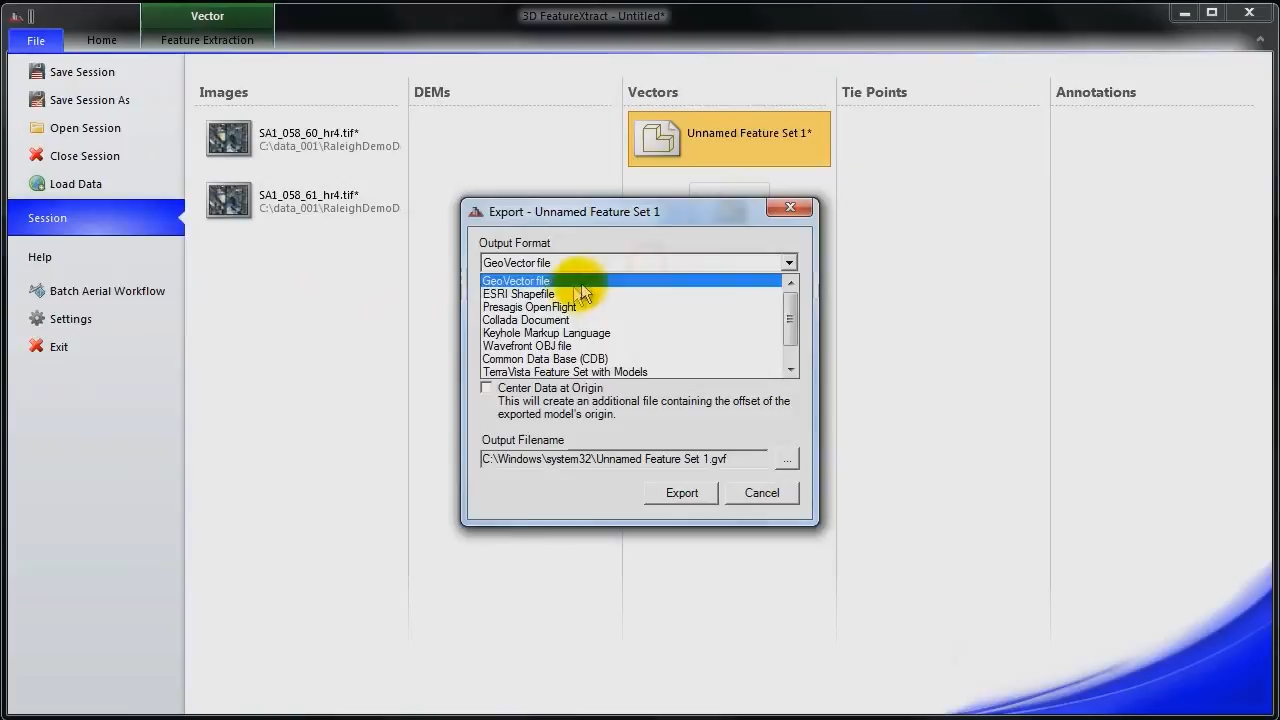 Vector
3D FeatureXtract - Untitled*
File
Home
Feature Extraction
Save Session
Save Session As
Open Session
Close Session
Load Data
Session
Help
Batch Aerial Workflow
Settings
Exit
Images
SA1_058_60_hr4.tif*
C:\data_001\RaleighDemoD
SA1_058_61_hr4.tif*
C:\data_001\RaleighDemoD
DEMs
Vectors
Unnamed Feature Set 1*
Tie Points
Annotations
Export - Unnamed Feature Set 1
Output Format
GeoVector file
GeoVector file
ESRI Shapefile
Presagis OpenFlight
Collada Document
Keyhole Markup Language
Wavefront OBJ file
Common Data Base (CDB)
TerraVista Feature Set with Models
Center Data at Origin
This will create an additional file containing the offset of the
exported model's origin.
Output Filename
C:\Windows\system32\Unnamed Feature Set 1.gvf
...
Export
Cancel